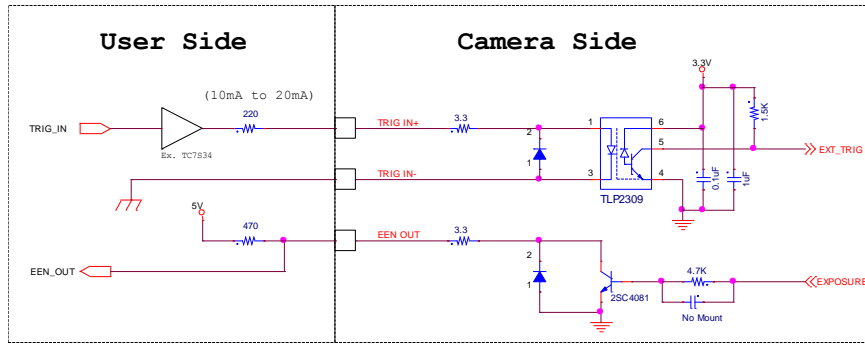 User Side
Camera Side
3.3V
(10mA to 20mA)
220
TRIG IN+
3.3
1
6
2
1.5K
TRIG_IN
5
EXT_TRIG
Ex. TC7S34
1
TRIG IN-
3
4
0.1uF
1uF
TLP2309
5V
470
EEN OUT
3.3
EEN_OUT
2
1
2SC4081
4.7K
EXPOSURE
No Mount